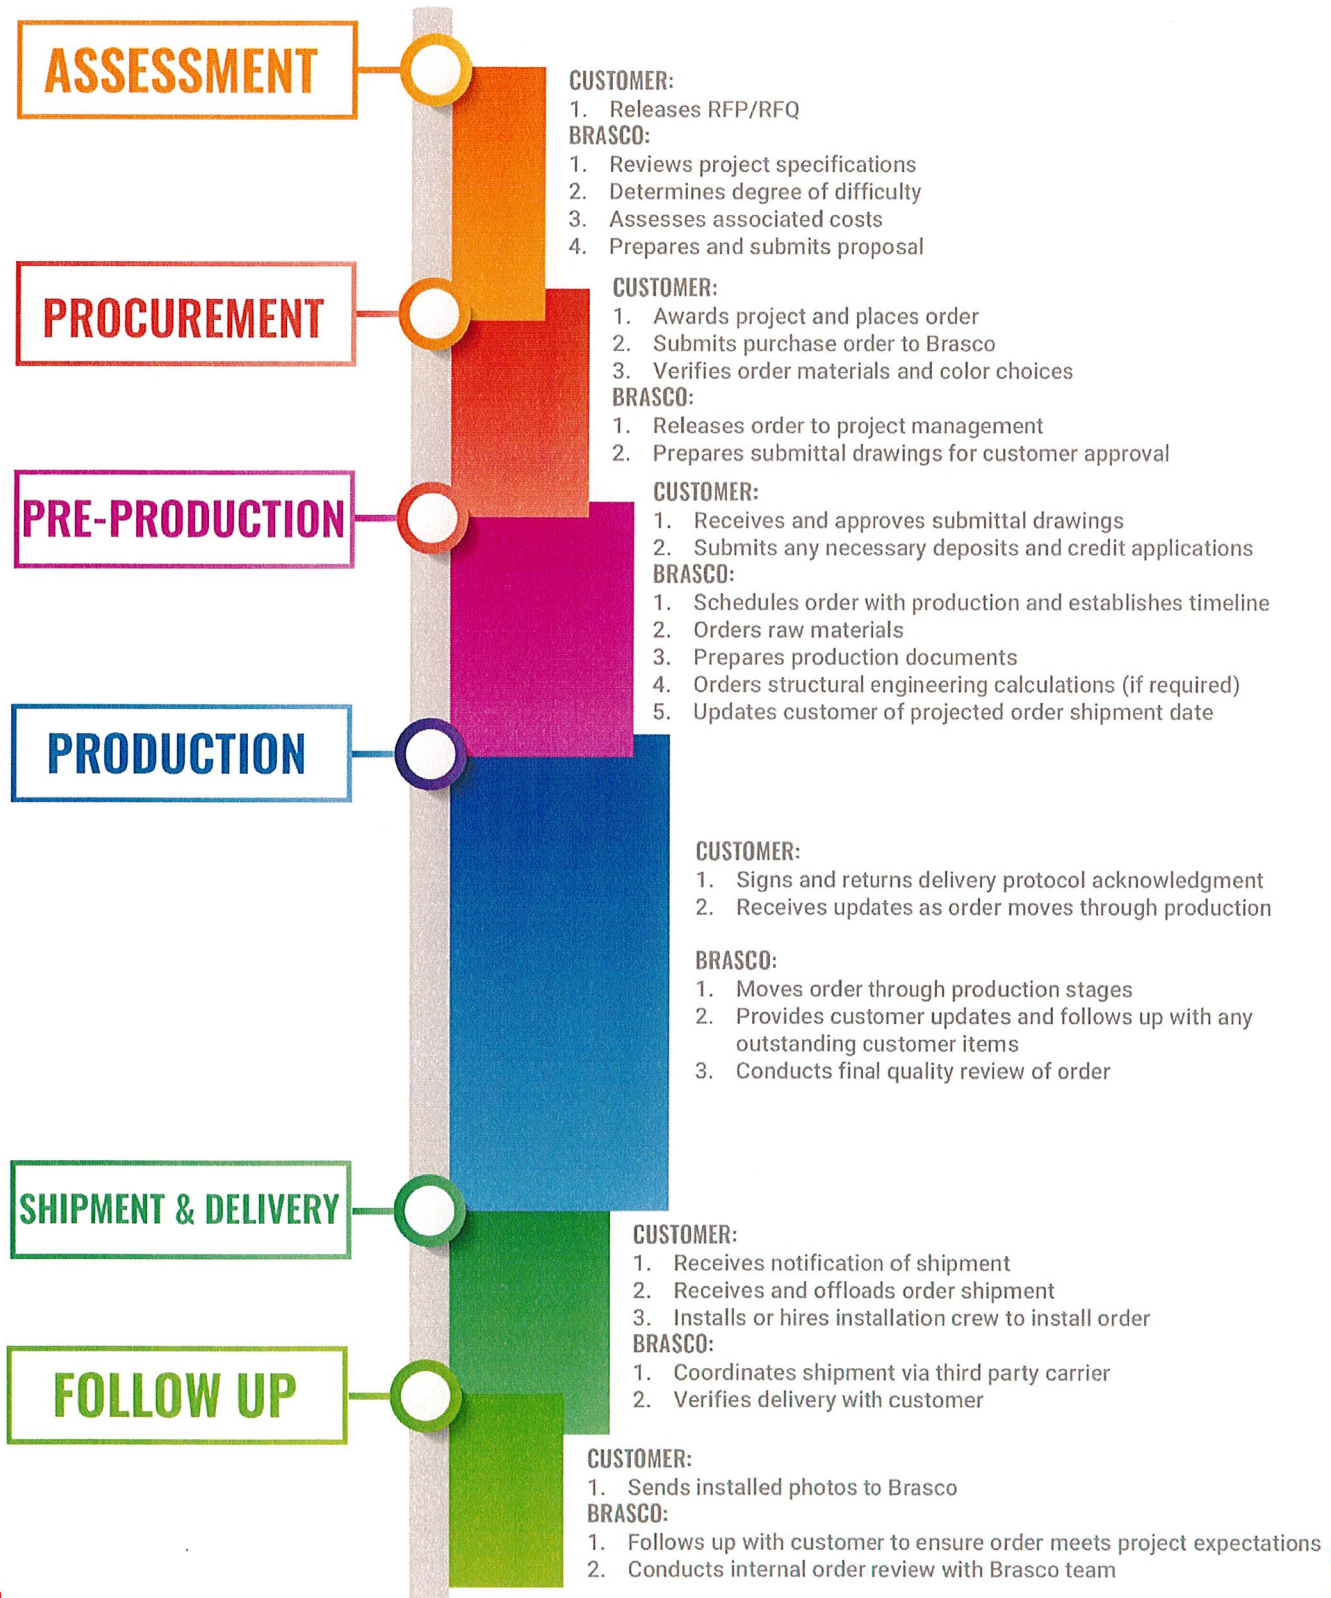 ASSESSMENT
CUSTOMER:
1. Releases RFP/RFQ
BRASCO:
1. Reviews project specifications
2. Determines degree of difficulty
3. Assesses associated costs
4. Prepares and submits proposal
PROCUREMENT
CUSTOMER:
1. Awards project and places order
2. Submits purchase order to Brasco
3. Verifies order materials and color choices
BRASCO:
1. Releases order to project management
2. Prepares submittal drawings for customer approval
PRE-PRODUCTION
CUSTOMER:
1. Receives and approves submittal drawings
2. Submits any necessary deposits and credit applications
BRASCO:
1. Schedules order with production and establishes timeline
2. Orders raw materials
3. Prepares production documents
4. Orders structural engineering calculations (if required)
5. Updates customer of projected order shipment date
PRODUCTION
CUSTOMER:
1. Signs and returns delivery protocol acknowledgment
2. Receives updates as order moves through production
BRASCO:
1. Moves order through production stages
2. Provides customer updates and follows up with any
outstanding customer items
3. Conducts final quality review of order
SHIPMENT & DELIVERY
CUSTOMER:
1. Receives notification of shipment
2. Receives and offloads order shipment
3. Installs or hires installation crew to install order
BRASCO:
1. Coordinates shipment via third party carrier
2. Verifies delivery with customer
FOLLOW UP
CUSTOMER:
1. Sends installed photos to Brasco
BRASCO:
1. Follows up with customer to ensure order meets project expectations
2. Conducts internal order review with Brasco team